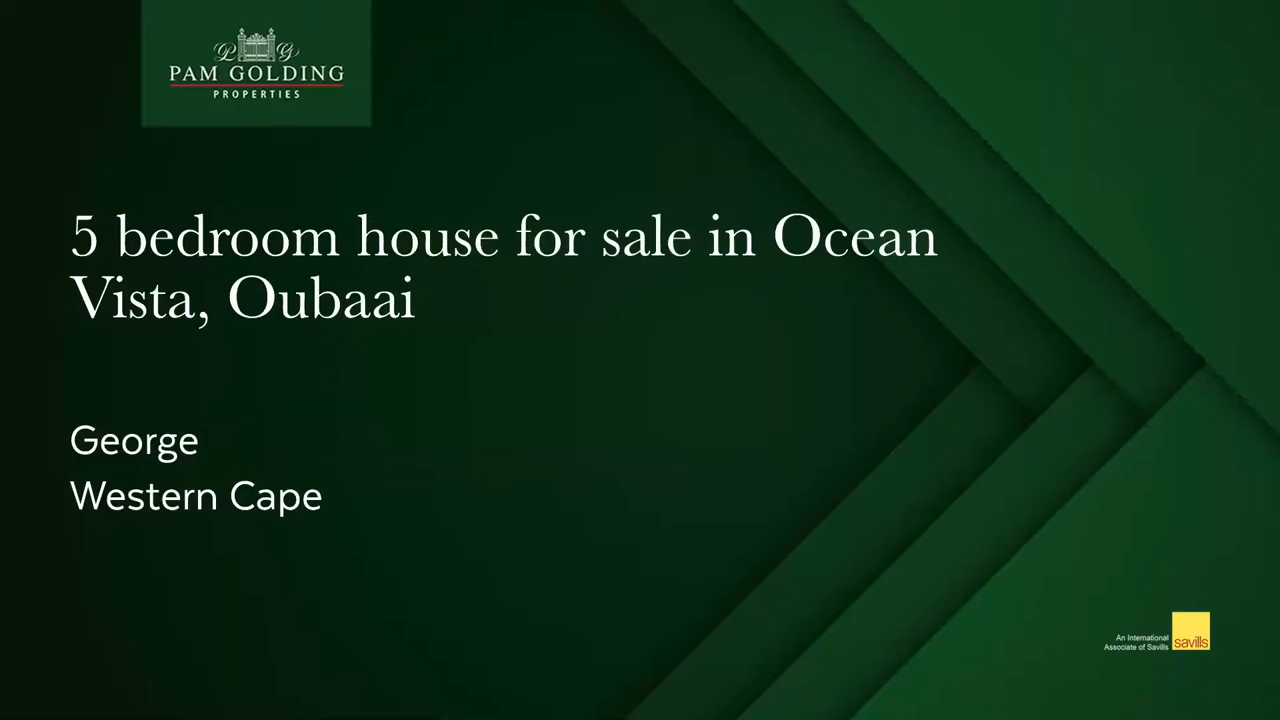 P G
PAM GOLDING
PROPERTIES
5 bedroom house for sale in Ocean
Vista, Oubaai
George
Western Cape
An International
Associate of Savills
savills